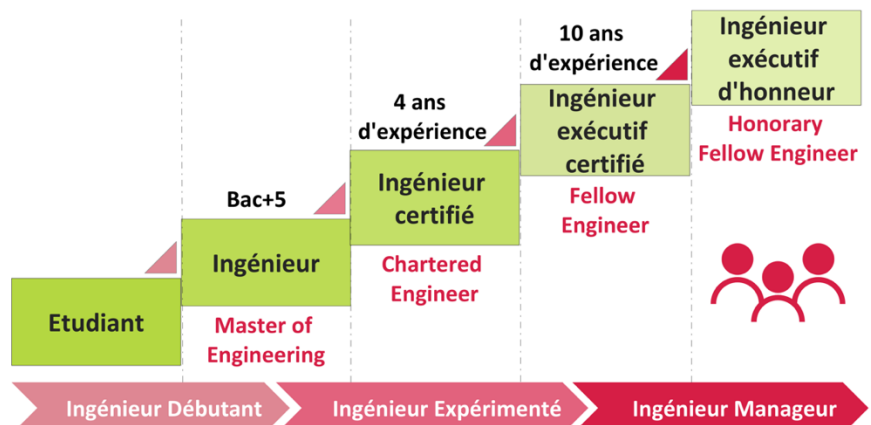 Etudiant
Bac+5
Ingénieur
Master of
Engineering
4 ans
d'expérience
Ingénieur
certifié
Chartered
Engineer
10 ans
d'expérience
Ingénieur
exécutif
certifié
Fellow
Engineer
Ingénieur
exécutif
d'honneur
Honorary
Fellow Engineer
Ingénieur Débutant
Ingénieur Expérimenté
Ingénieur Manageur